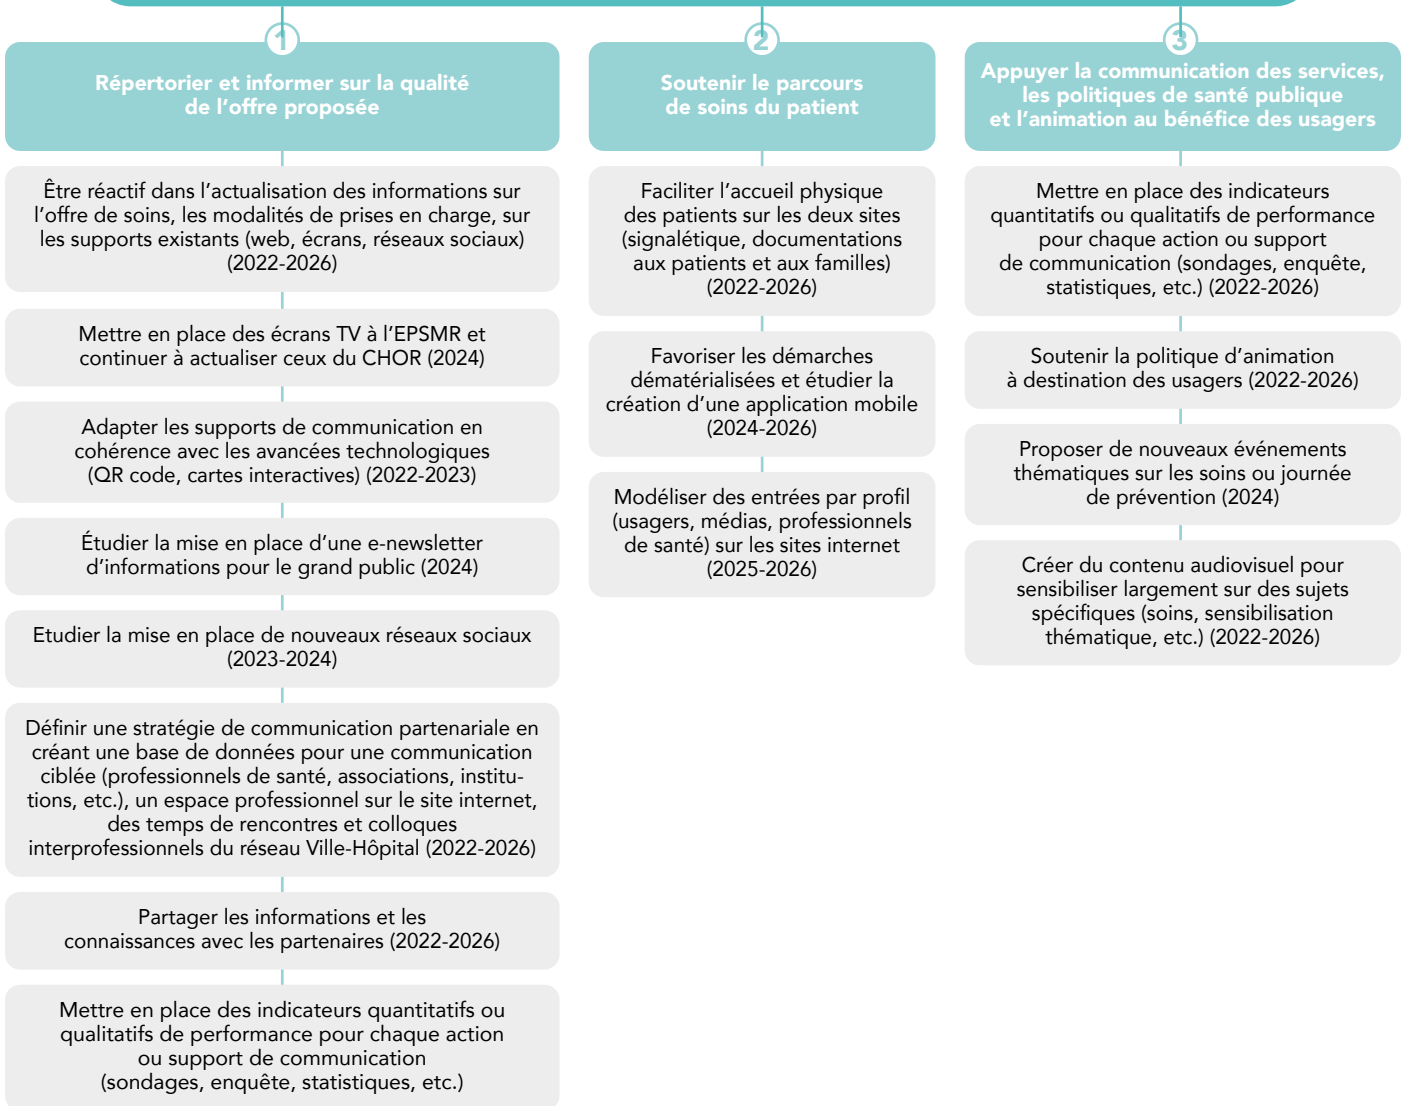 1
Répertorier et informer sur la qualité
de l’offre proposée
Être réactif dans l’actualisation des informations sur
l’offre de soins, les modalités de prises en charge, sur
les supports existants (web, écrans, réseaux sociaux)
(2022-2026)
Mettre en place des écrans TV à l’EPSMR et
continuer à actualiser ceux du CHOR (2024)
Adapter les supports de communication en
cohérence avec les avancées technologiques
(QR code, cartes interactives) (2022-2023)
Étudier la mise en place d’une e-newsletter
d’informations pour le grand public (2024)
Etudier la mise en place de nouveaux réseaux sociaux
(2023-2024)
Définir une stratégie de communication partenariale en
créant une base de données pour une communication
ciblée (professionnels de santé, associations, institu-
tions, etc.), un espace professionnel sur le site internet,
des temps de rencontres et colloques
interprofessionnels du réseau Ville-Hôpital (2022-2026)
Partager les informations et les
connaissances avec les partenaires (2022-2026)
Mettre en place des indicateurs quantitatifs ou
qualitatifs de performance pour chaque action
ou support de communication
(sondages, enquête, statistiques, etc.)
2
Soutenir le parcours
de soins du patient
Faciliter l’accueil physique
des patients sur les deux sites
(signalétique, documentations
aux patients et aux familles)
(2022-2026)
Favoriser les démarches
dématérialisées et étudier la
création d’une application mobile
(2024-2026)
Modéliser des entrées par profil
(usagers, médias, professionnels
de santé) sur les sites internet
(2025-2026)
3
Appuyer la communication des services,
les politiques de santé publique
et l’animation au bénéfice des usagers
Mettre en place des indicateurs
quantitatifs ou qualitatifs de performance
pour chaque action ou support
de communication (sondages, enquête,
statistiques, etc.) (2022-2026)
Soutenir la politique d’animation
à destination des usagers (2022-2026)
Proposer de nouveaux événements
thématiques sur les soins ou journée
de prévention (2024)
Créer du contenu audiovisuel pour
sensibiliser largement sur des sujets
spécifiques (soins, sensibilisation
thématique, etc.) (2022-2026)